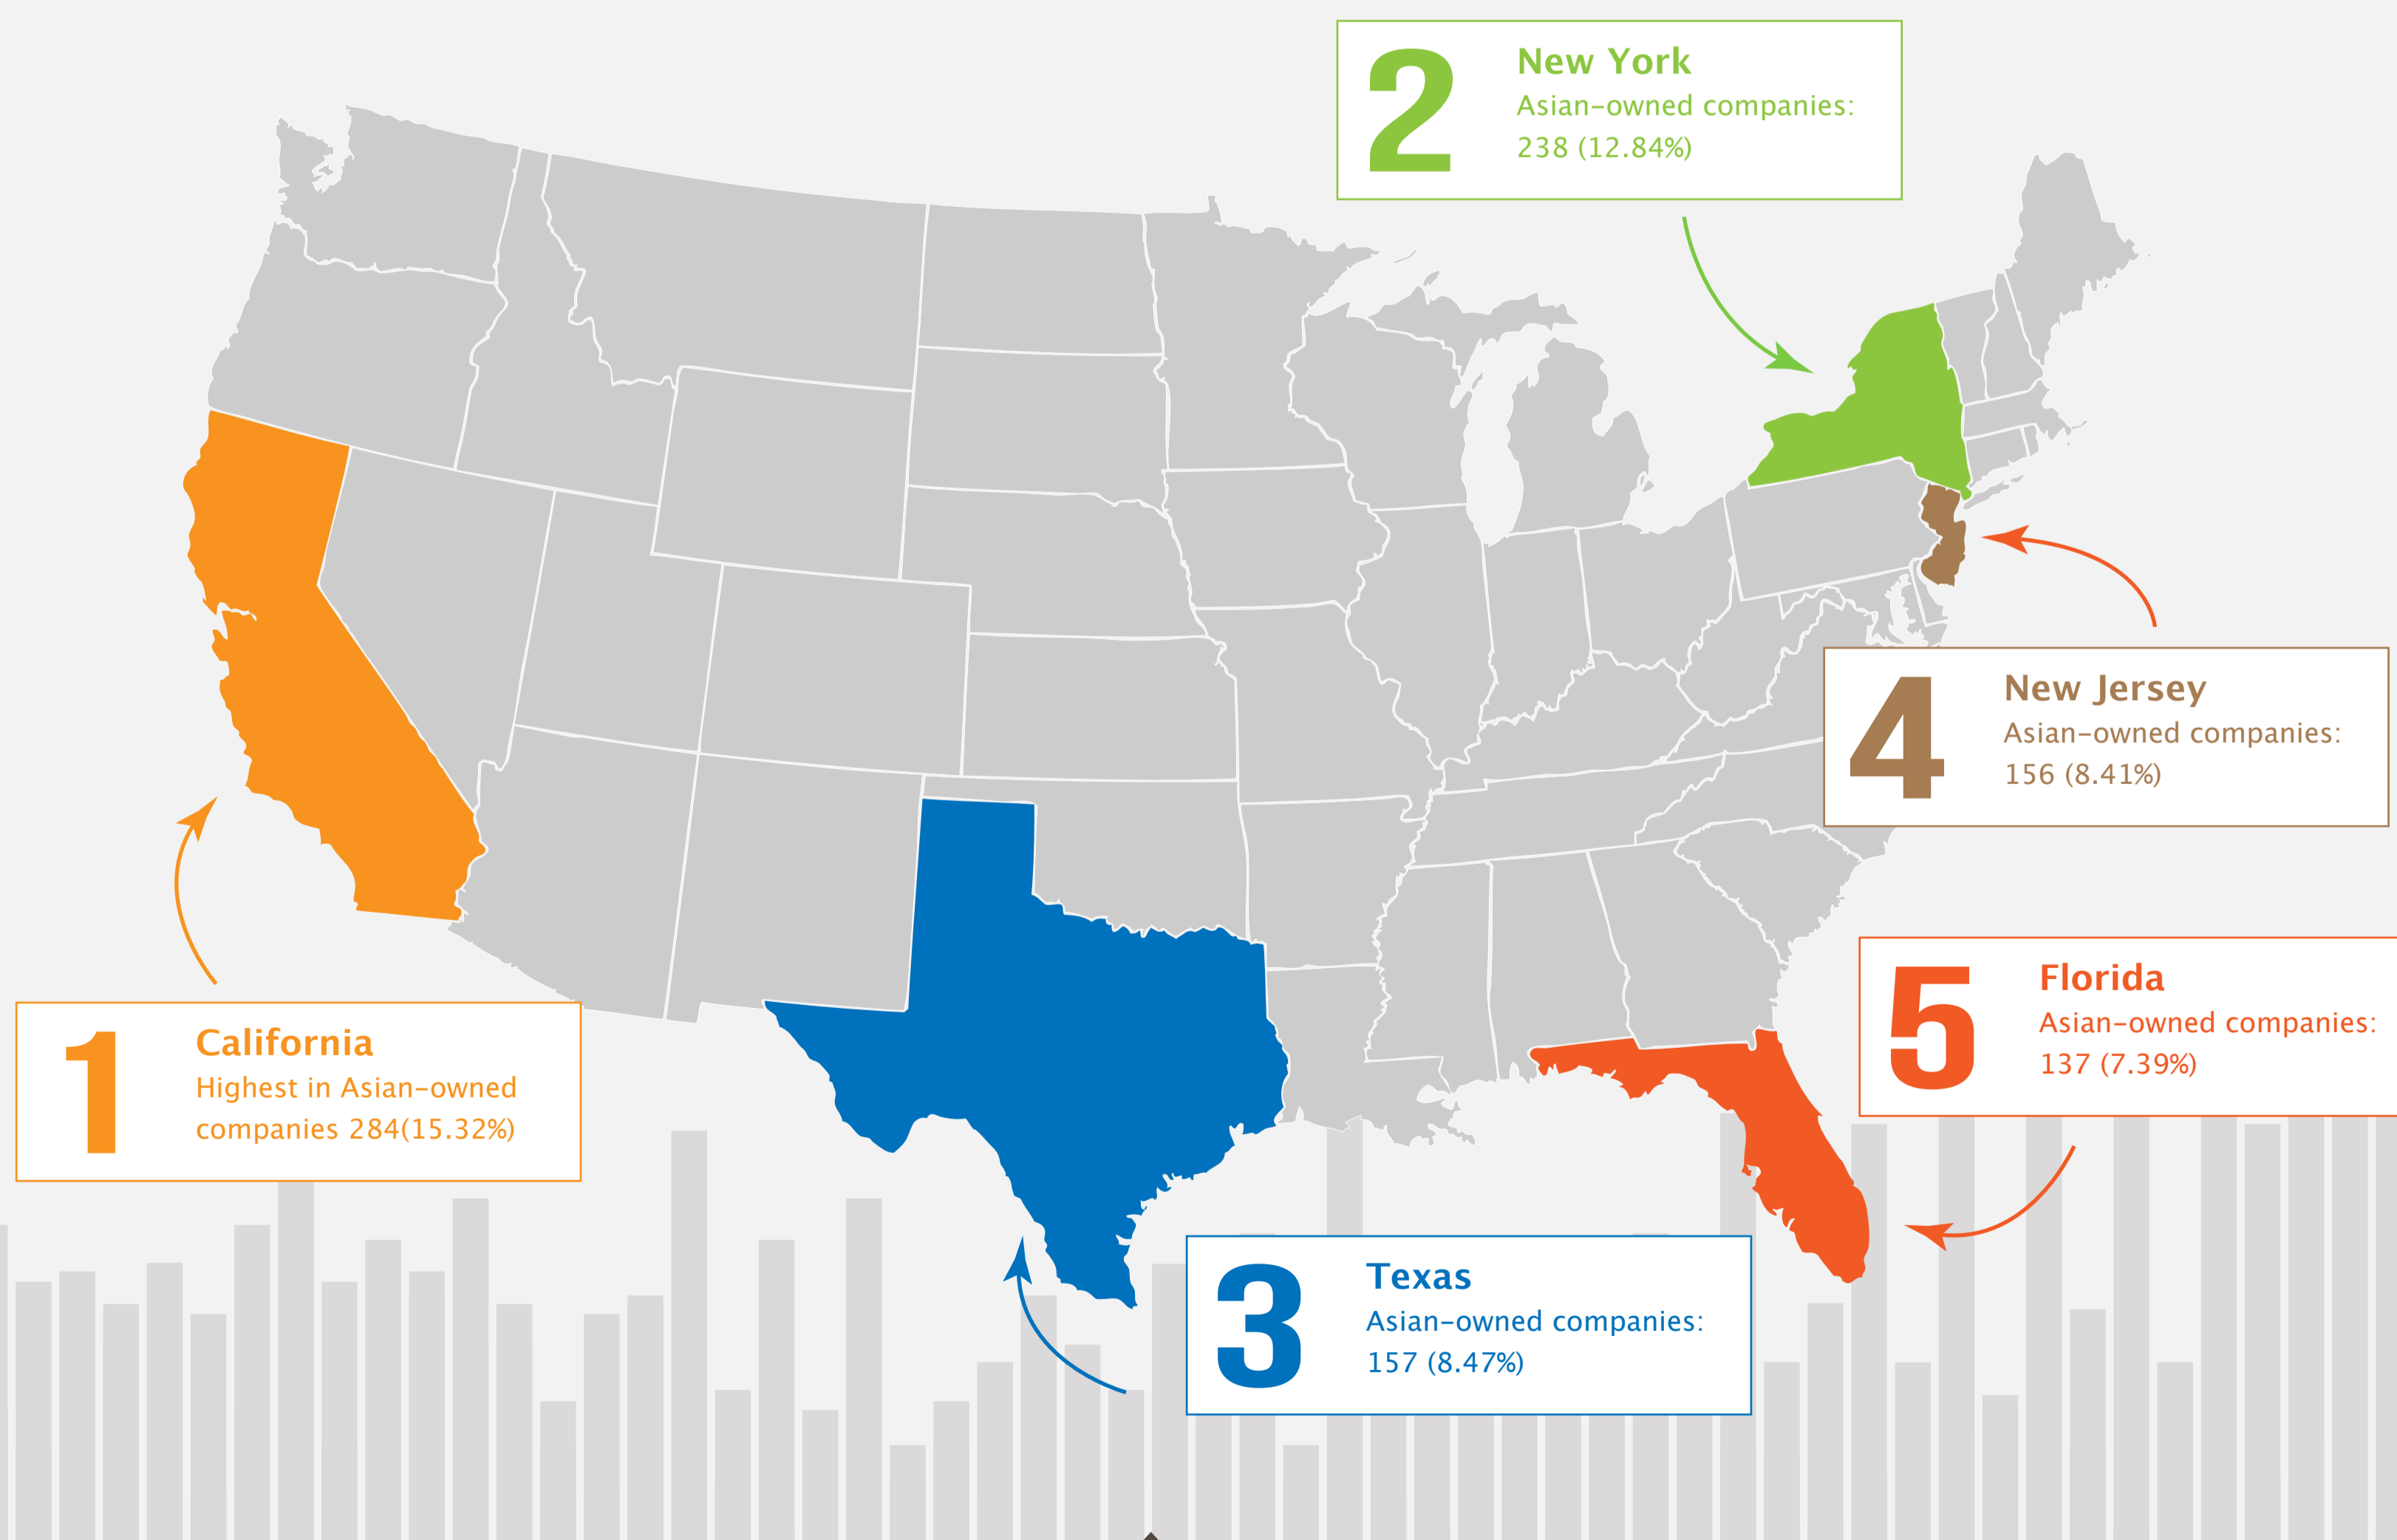 2
New York
Asian-owned companies:
238 (12.84%)
4
New Jersey
Asian-owned companies:
156 (8.41%)
5
Florida
Asian-owned companies:
137 (7.39%)
1
California
Highest in Asian-owned
companies 284(15.32%)
3
Texas
Asian-owned companies:
157 (8.47%)